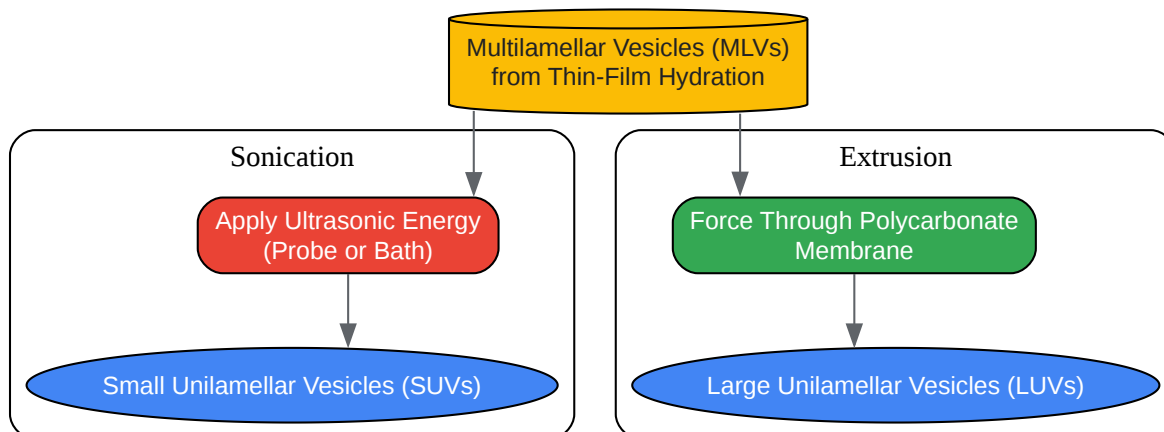 Multilamellar Vesicles (MLVs)
from Thin-Film Hydration
Sonication
Apply Ultrasonic Energy
(Probe or Bath)
Small Unilamellar Vesicles (SUVs)
Extrusion
Force Through Polycarbonate
Membrane
Large Unilamellar Vesicles (LUVs)